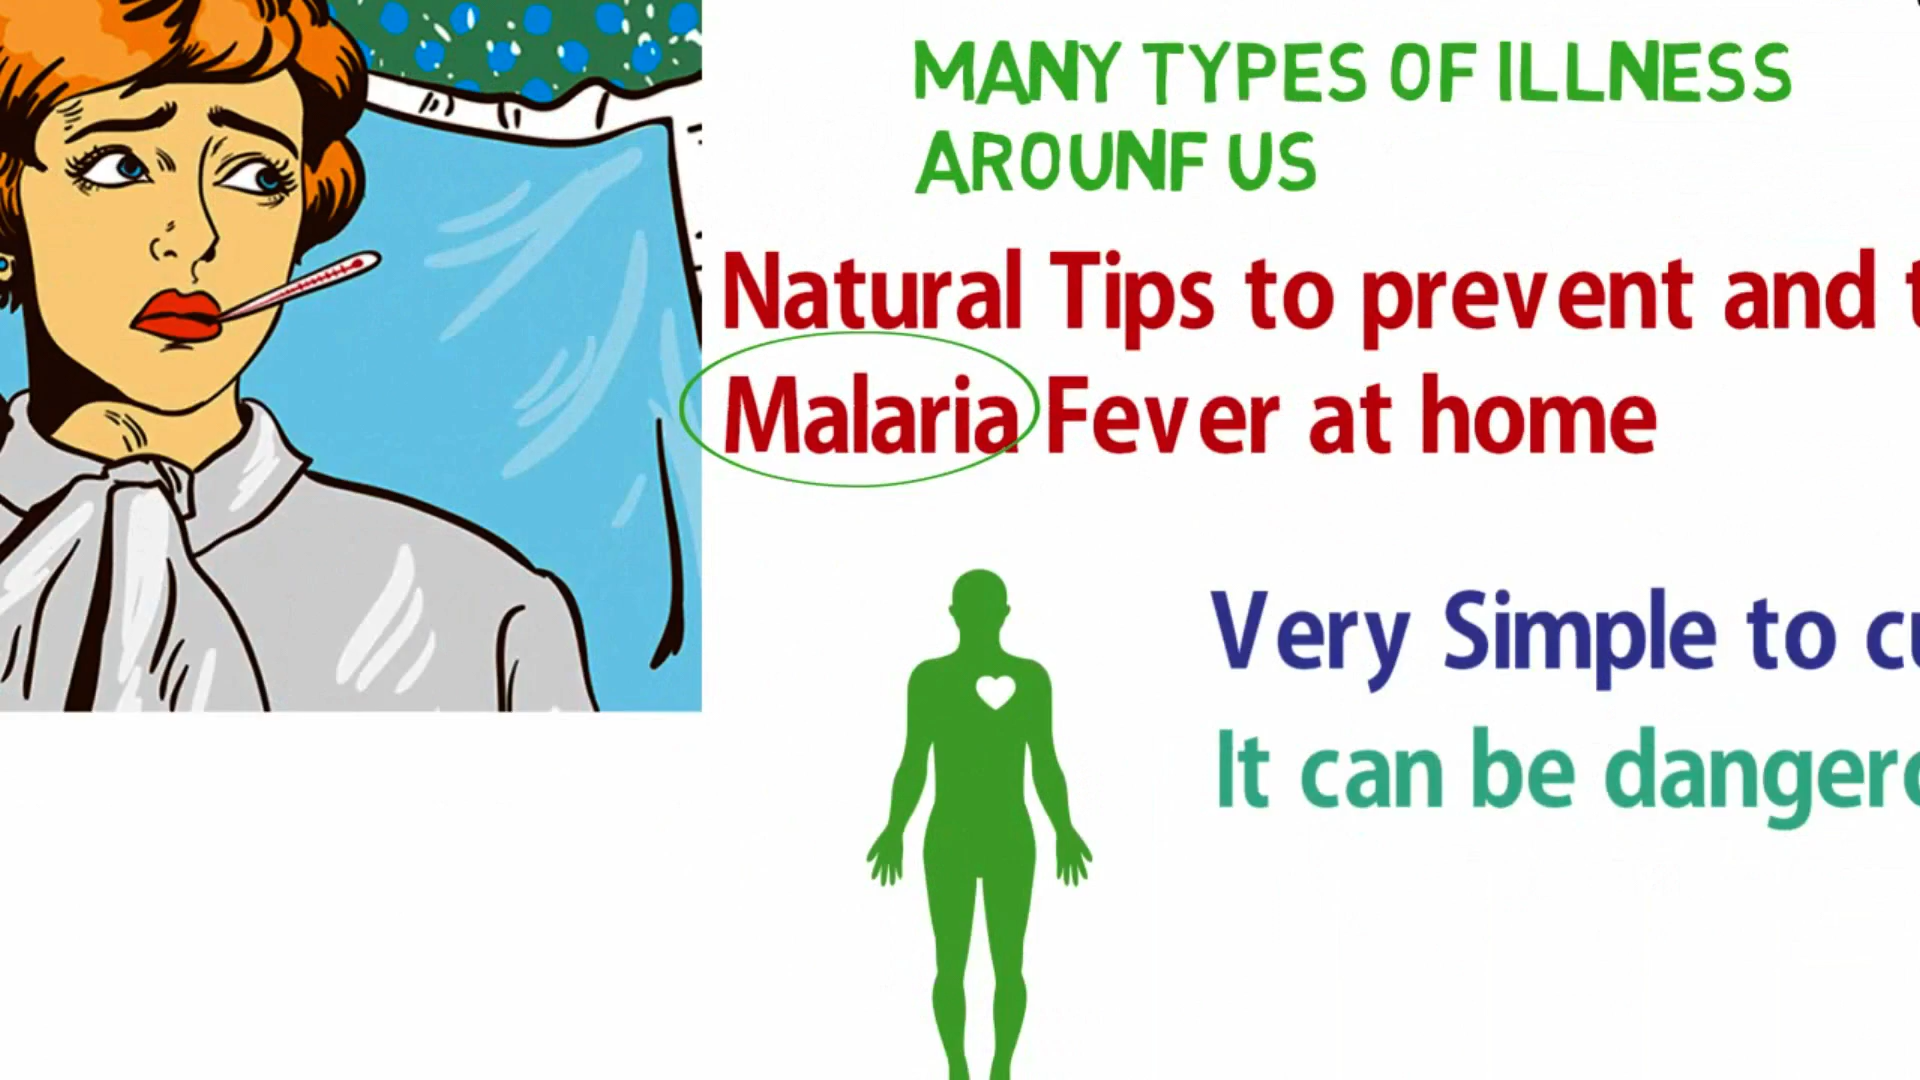 MANY TYPES OF ILLNESS
AROUNF US
Natural Tips to prevent and
Malaria Fever at home
Very Simple to
It can be